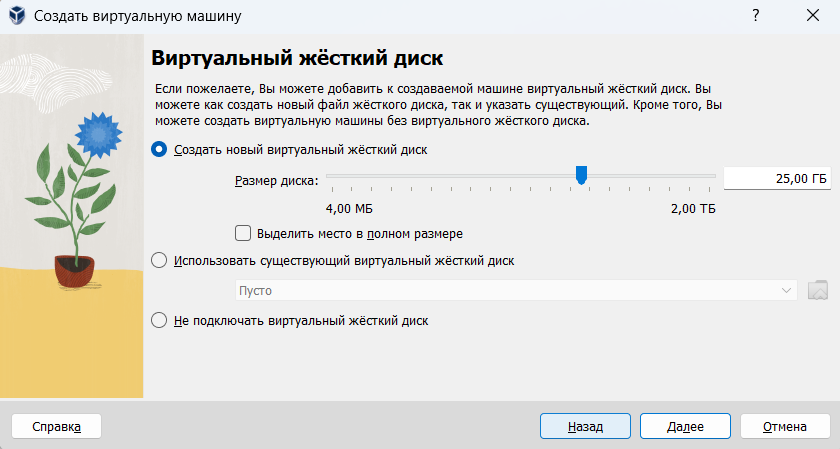 Создать виртуальную машину
?
Виртуальный жёсткий диск
Если пожелаете, Вы можете добавить к создаваемой машине виртуальный жёсткий диск. Вы
можете как создать новый файл жёсткого диска, так и указать существующий. Кроме того, Вы
можете создать виртуальную машины без виртуального жёсткого диска.
Создать новый виртуальный жёсткий диск
Размер диска: 25,00 ГБ
4,00 МБ 2,00 ТБ
Выделить место в полном размере
Использовать существующий виртуальный жёсткий диск
Пусто
Не подключать виртуальный жёсткий диск
Справка Назад Далее Отмена